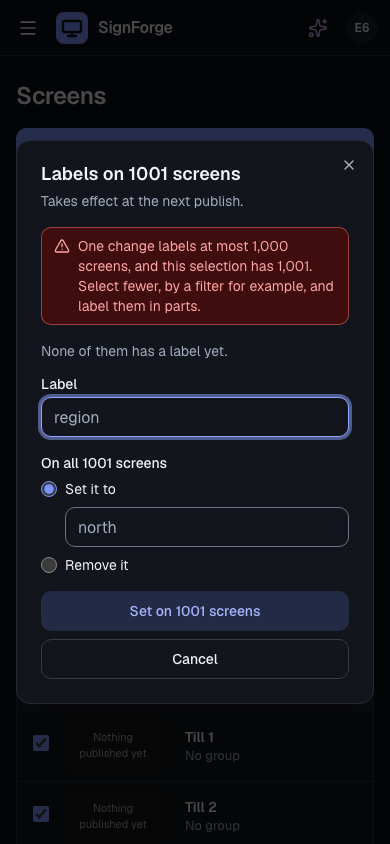 SignForge
E6
Screens
Labels on 1001 screens
Takes effect at the next publish.
One change labels at most 1,000
screens, and this selection has 1,001.
Select fewer, by a filter for example, and
label them in parts.
None of them has a label yet.
Label
region
On all 1001 screens
Set it to
north
Remove it
Set on 1001 screens
Cancel
Nothing
published yet
Till 1
No group
Nothing
published yet
Till 2
No group